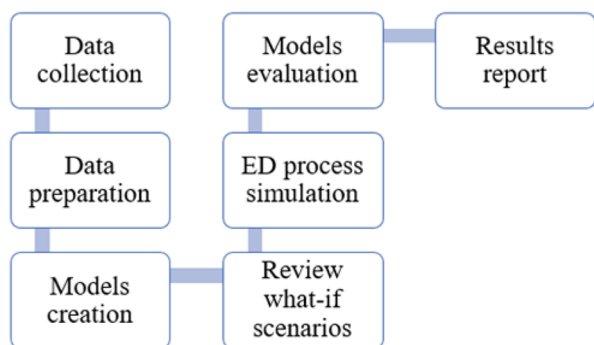 Data
collection
Data
preparation
Models
creation
Review
what-if
scenarios
ED process
simulation
Models
evaluation
Results
report